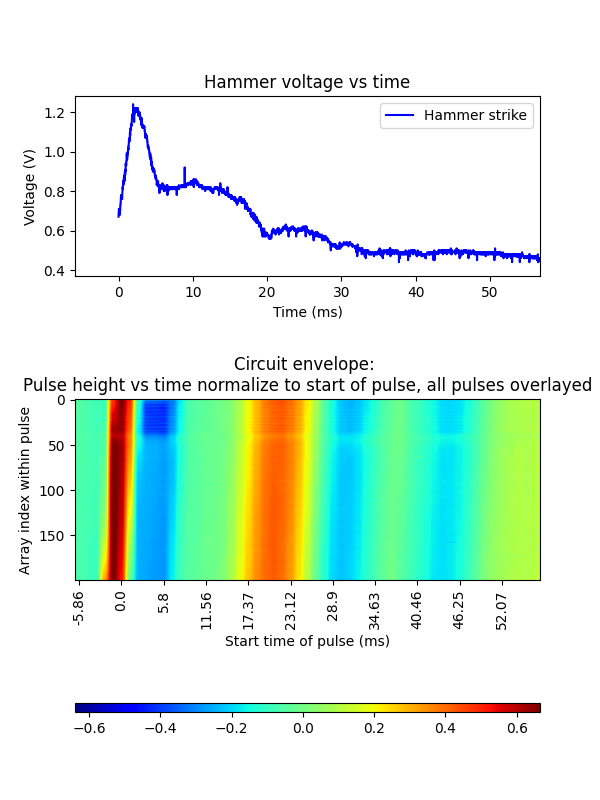 Hammer voltage vs time
Hammer strike
Voltage (V)
1.2
1.0
0.8
0.6
0.4
0 10 20 30 40 50
Time (ms)
Circuit envelope:
Pulse height vs time normalize to start of pulse, all pulses overlayed
Array index within pulse
0
50
100
150
-5.86 0.0 5.8 11.56 17.37 23.12 28.9 34.63 40.46 46.25 52.07
Start time of pulse (ms)
−0.6 −0.4 −0.2 0.0 0.2 0.4 0.6